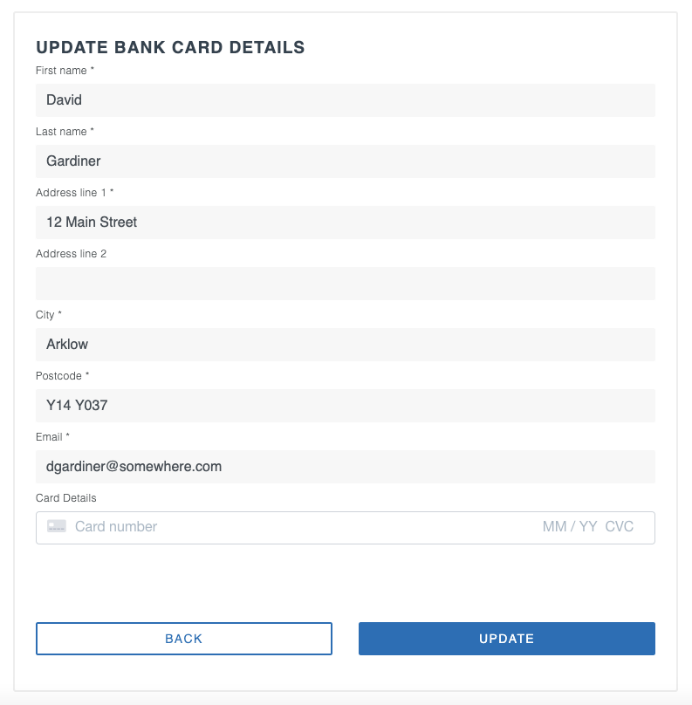 UPDATE BANK CARD DETAILS
First name *
David
Last name *
Gardiner
Address line 1 *
12 Main Street
Address line 2
City *
Arklow
Postcode *
Y14 Y037
Email *
dgardiner@somewhere.com
Card Details
Card number MM / YY CVC
BACK UPDATE